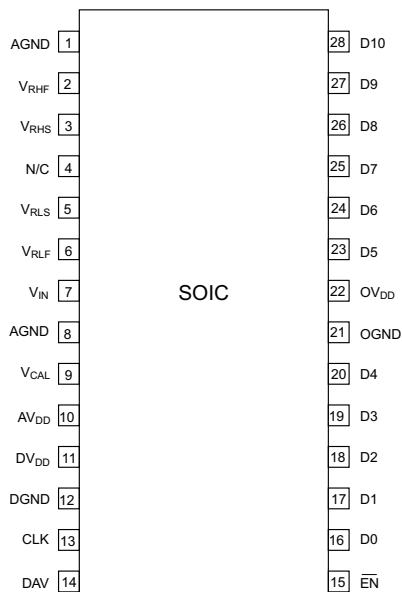 AGND 1 28 D10
VRHF 2 27 D9
VRHS 3 26 D8
N/C 4 25 D7
VRLS 5 24 D6
VRLF 6 23 D5
VIN 7 SOIC 22 OVDD
AGND 8 21 OGND
VCAL 9 20 D4
AVDD 10 19 D3
DVDD 11 18 D2
DGND 12 17 D1
CLK 13 16 D0
DAV 14 15 E̅N̅